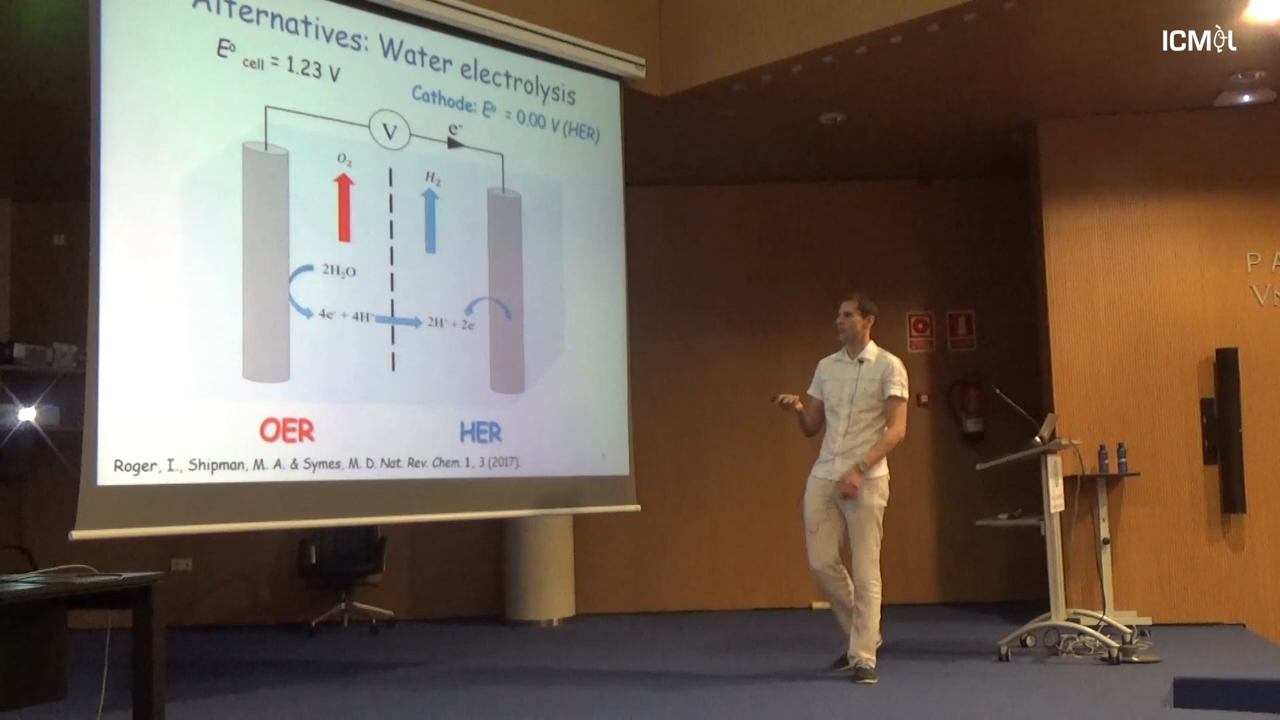 Alternatives: Water electrolysis
E° cell = 1.23 V
Cathode: E° = 0.00 V (HER)
V
e⁻
O₂
H₂
2H₂O
4e⁻ + 4H⁺
2H⁺ + 2e⁻
OER
HER
Roger, I., Shipman, M. A. & Symes, M. D. Nat. Rev. Chem. 1, 3 (2017).
ICMOL